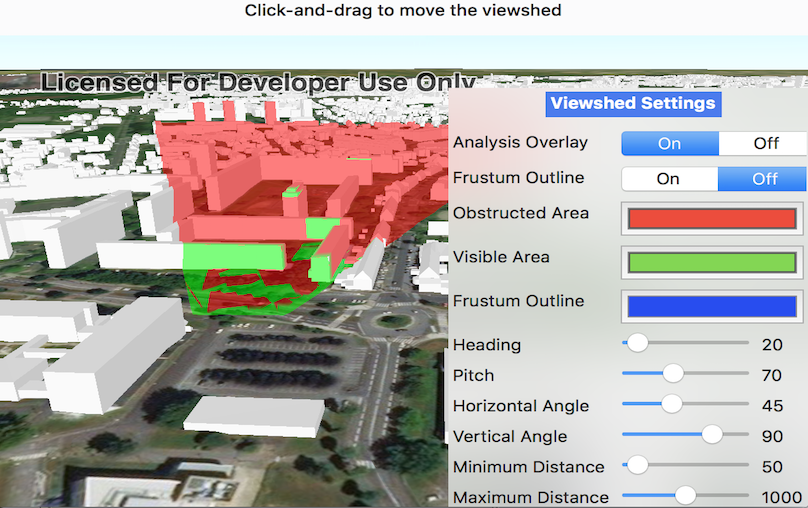 Click-and-drag to move the viewshed
Licensed For Developer Use Only
Viewshed Settings
Analysis Overlay On Off
Frustum Outline On Off
Obstructed Area
Visible Area
Frustum Outline
Heading 20
Pitch 70
Horizontal Angle 45
Vertical Angle 90
Minimum Distance 50
Maximum Distance 1000